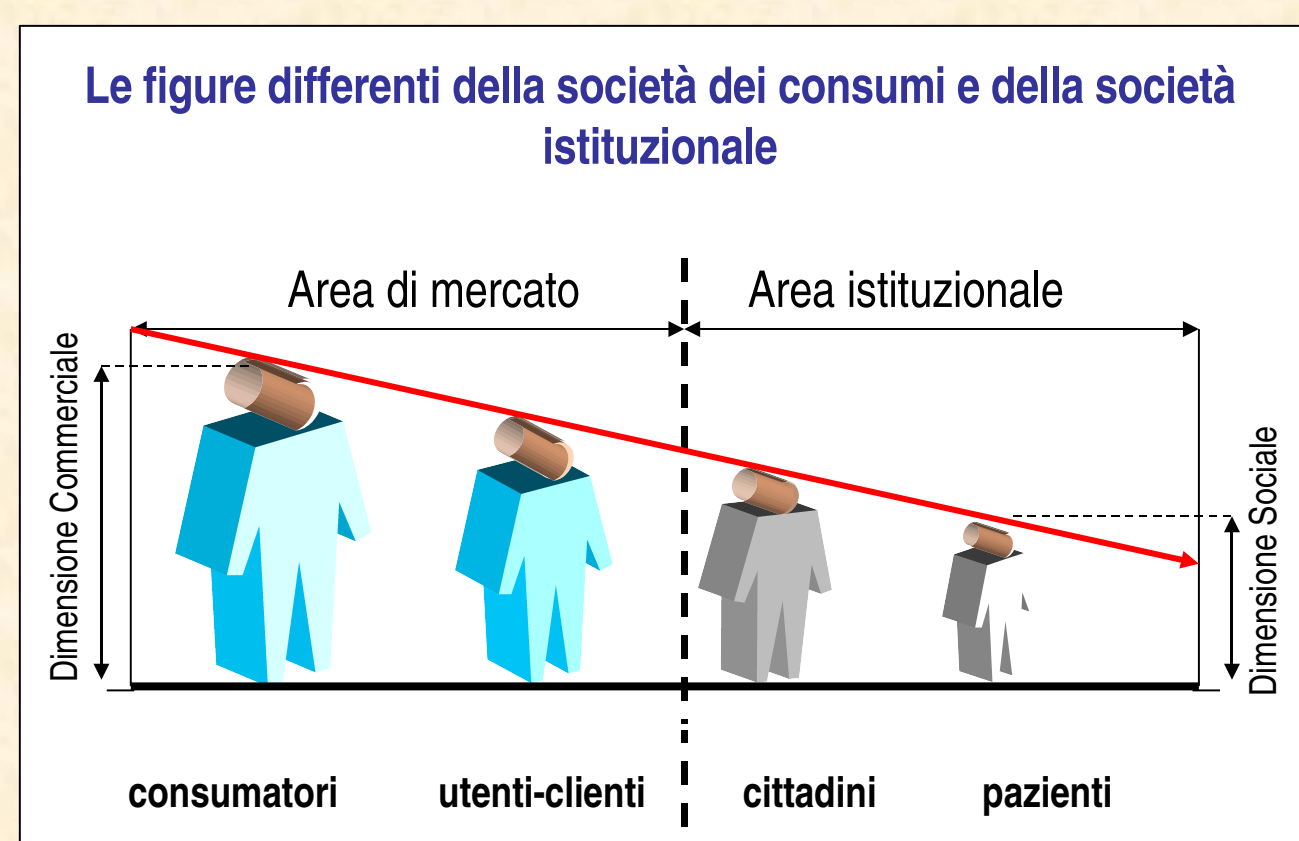 Le figure differenti della società dei consumi e della società
istituzionale
Area di mercato
Area istituzionale
Dimensione Commerciale
Dimensione Sociale
consumatori
utenti-clienti
cittadini
pazienti